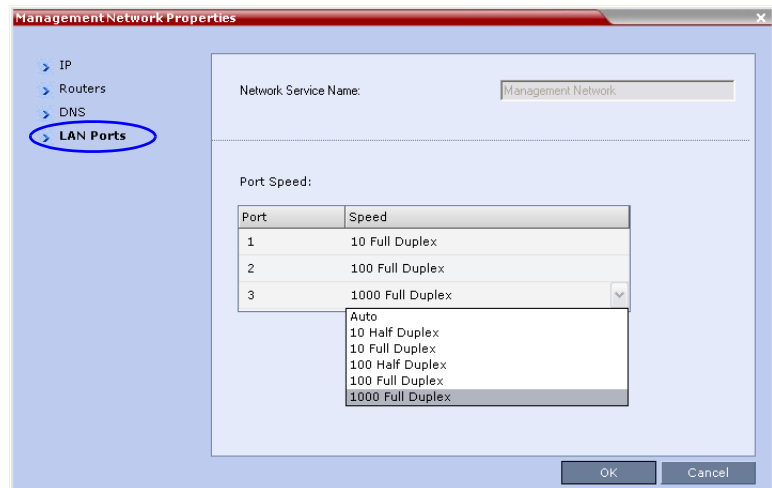 Management Network Properties
IP
Routers
DNS
LAN Ports
Network Service Name: Management Network
Port Speed:
Port Speed
1 10 Full Duplex
2 100 Full Duplex
3 1000 Full Duplex
Auto
10 Half Duplex
10 Full Duplex
100 Half Duplex
100 Full Duplex
1000 Full Duplex
OK Cancel